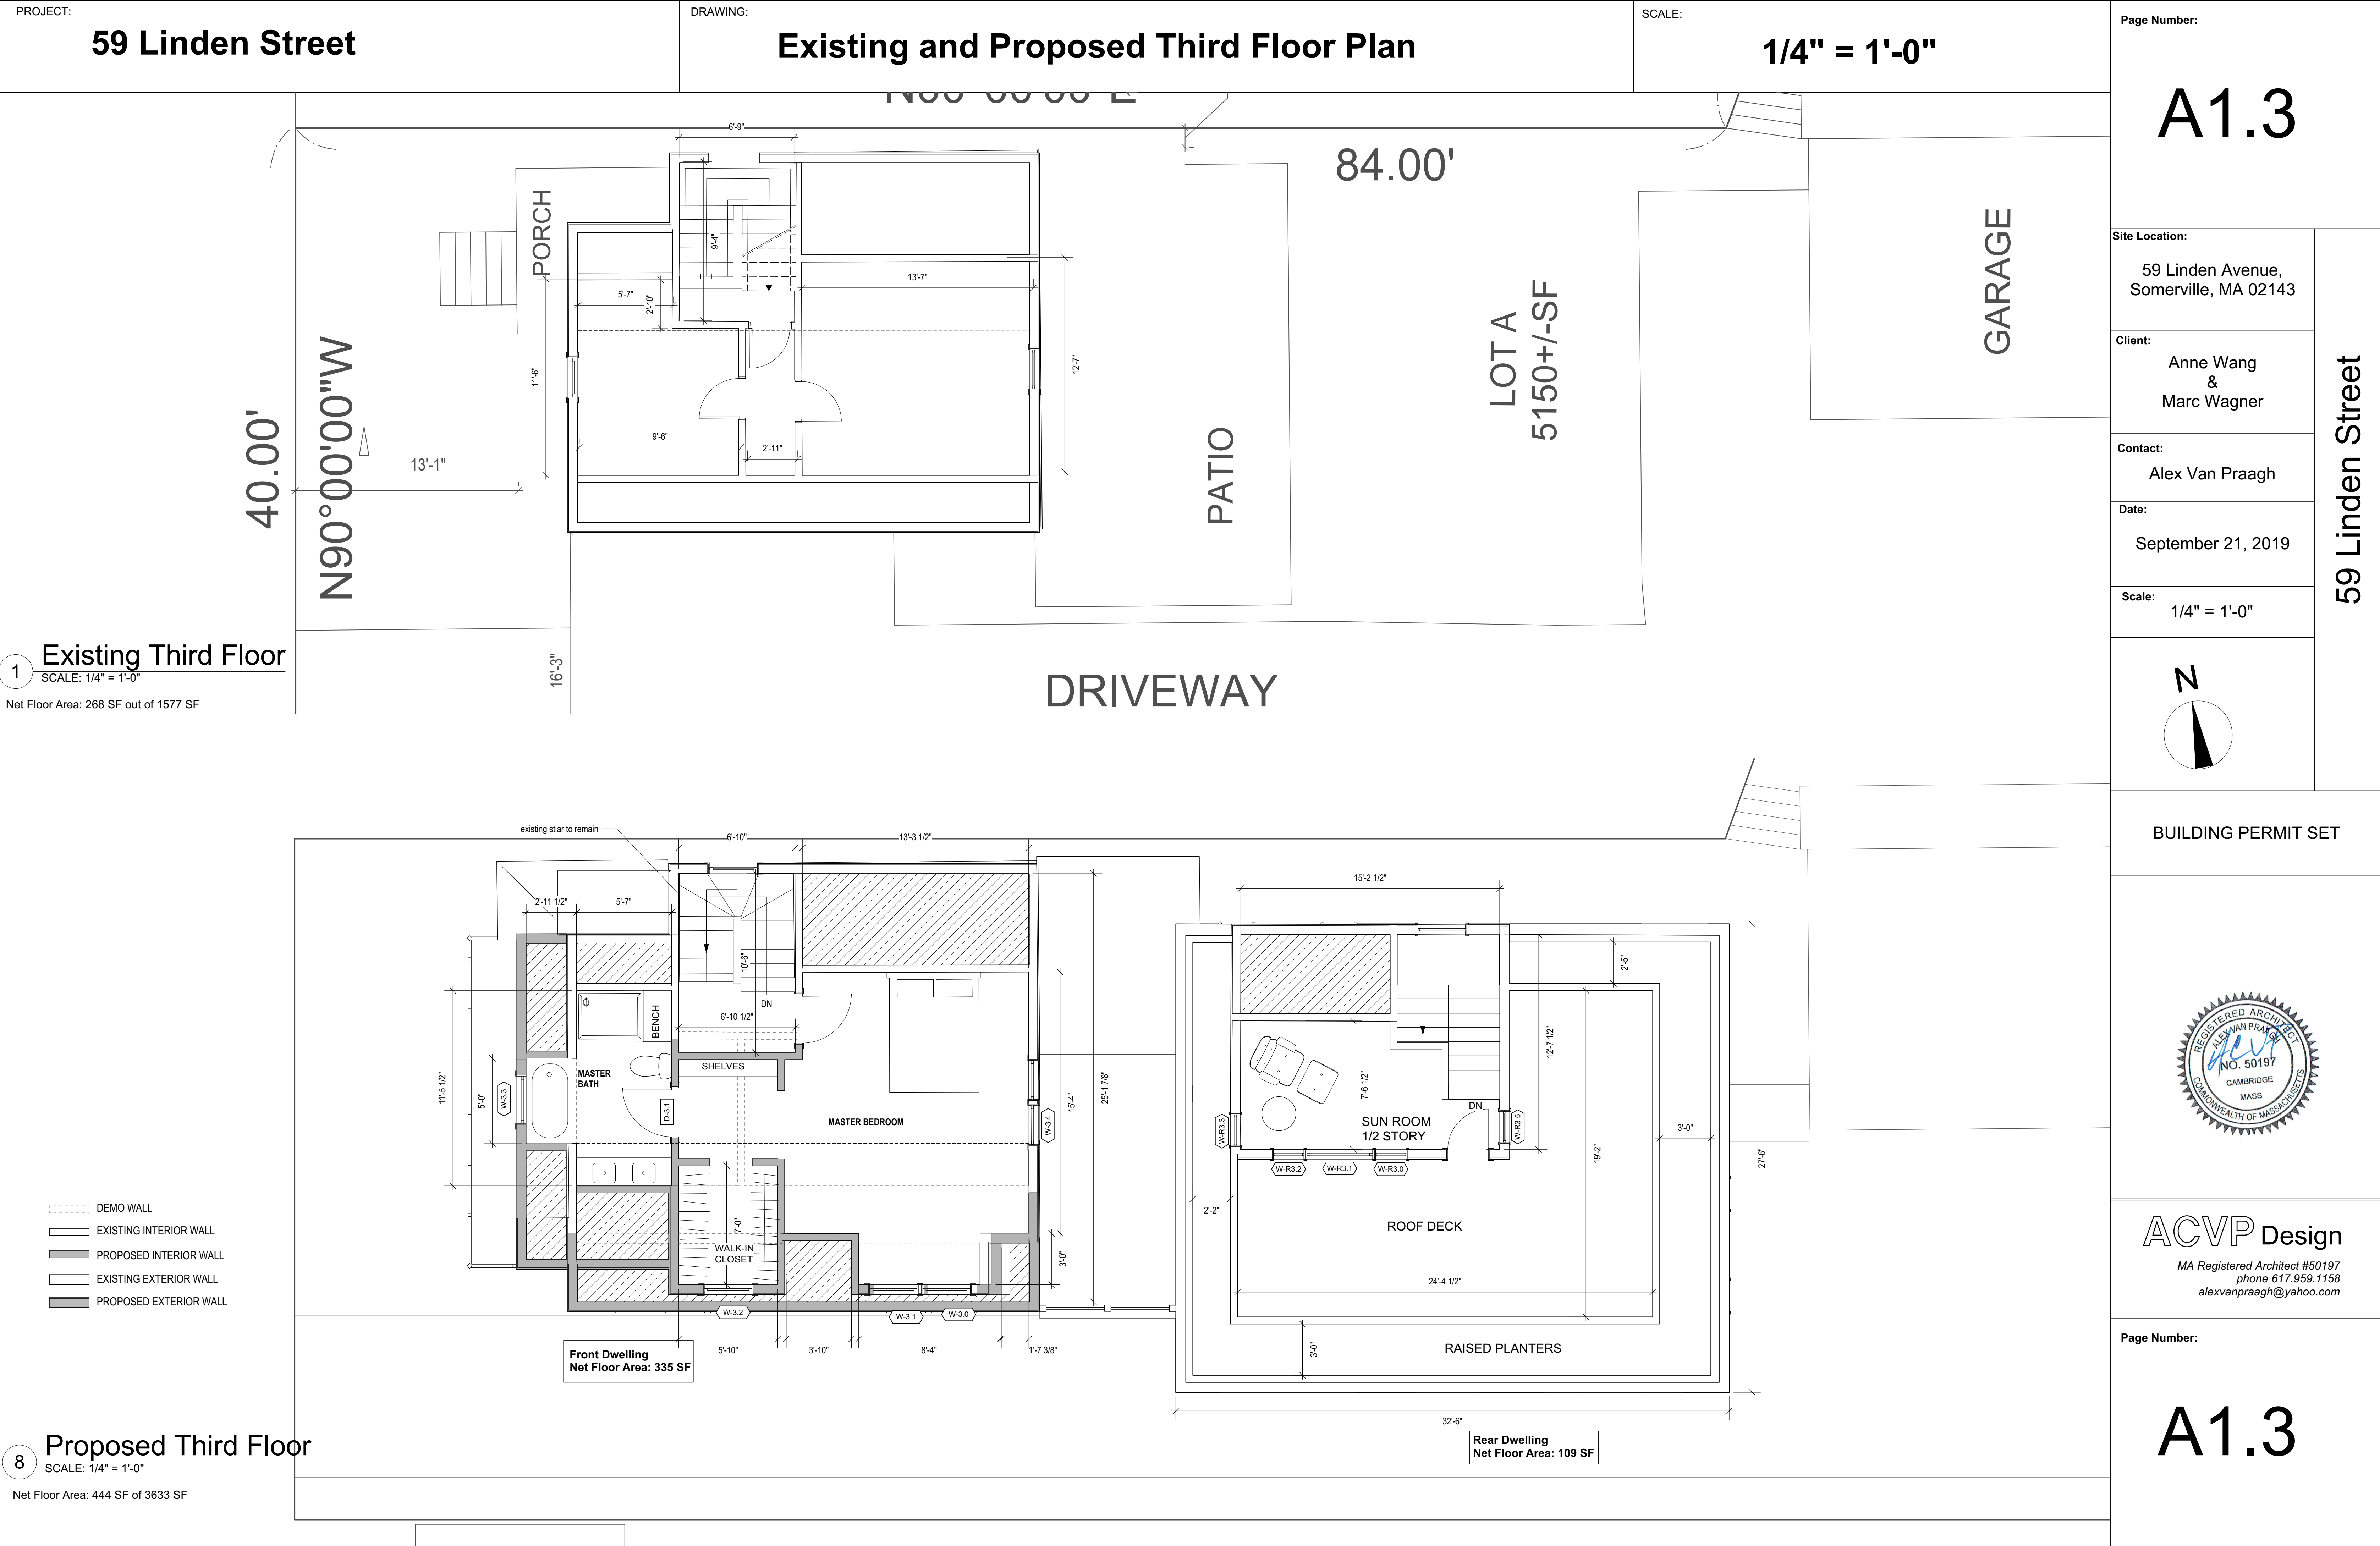 PROJECT:
59 Linden Street
DRAWING:
Existing and Proposed Third Floor Plan
SCALE:
1/4" = 1'-0"
Page Number:
A1.3
Site Location:
59 Linden Avenue,
Somerville, MA 02143
Client:
Anne Wang
&
Marc Wagner
Contact:
Alex Van Praagh
Date:
September 21, 2019
Scale:
1/4" = 1'-0"
59 Linden Street
N
BUILDING PERMIT SET
REGISTERED ARCHITECT
ALEX VAN PRAAGH
NO. 50197
CAMBRIDGE
MASS
COMMONWEALTH OF MASSACHUSETTS
ACVP Design
MA Registered Architect #50197
phone 617.959.1158
alexvanpraagh@yahoo.com
Page Number:
A1.3
6'-9"
84.00'
PORCH
9'-4"
5'-7"
2'-10"
13'-7"
11'-6"
12'-7"
9'-6"
2'-11"
40.00'
N90°00'00"W
13'-1"
PATIO
LOT A
5150+/-SF
GARAGE
16'-3"
DRIVEWAY
1
Existing Third Floor
SCALE: 1/4" = 1'-0"
Net Floor Area: 268 SF out of 1577 SF
existing stiar to remain
6'-10"
13'-3 1/2"
2'-11 1/2"
5'-7"
10'-6"
DN
6'-10 1/2"
BENCH
SHELVES
MASTER
BATH
D-3.1
W-3.3
11'-5 1/2"
5'-0"
MASTER BEDROOM
W-3.4
15'-4"
25'-1 7/8"
7'-0"
WALK-IN
CLOSET
3'-0"
W-3.2
W-3.1
W-3.0
5'-10"
3'-10"
8'-4"
1'-7 3/8"
Front Dwelling
Net Floor Area: 335 SF
15'-2 1/2"
2'-5"
12'-7 1/2"
7'-6 1/2"
DN
SUN ROOM
1/2 STORY
W-R3.3
W-R3.5
W-R3.2
W-R3.1
W-R3.0
3'-0"
19'-2"
27'-6"
2'-2"
ROOF DECK
24'-4 1/2"
3'-0"
RAISED PLANTERS
32'-6"
Rear Dwelling
Net Floor Area: 109 SF
DEMO WALL
EXISTING INTERIOR WALL
PROPOSED INTERIOR WALL
EXISTING EXTERIOR WALL
PROPOSED EXTERIOR WALL
8
Proposed Third Floor
SCALE: 1/4" = 1'-0"
Net Floor Area: 444 SF of 3633 SF